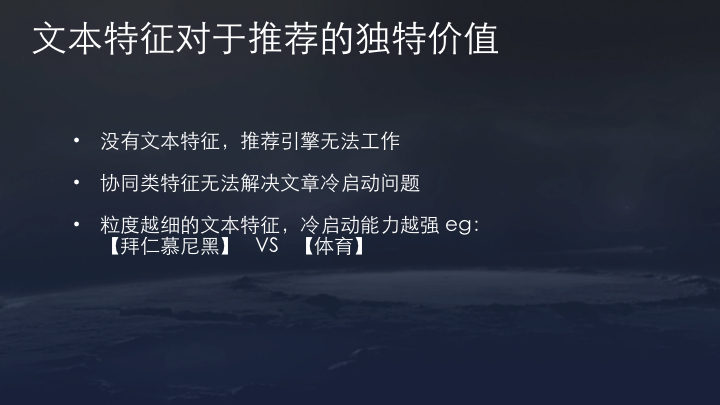 文本特征对于推荐的独特价值
• 没有文本特征，推荐引擎无法工作
• 协同类特征无法解决文章冷启动问题
• 粒度越细的文本特征，冷启动能力越强 eg：
【拜仁慕尼黑】 VS 【体育】